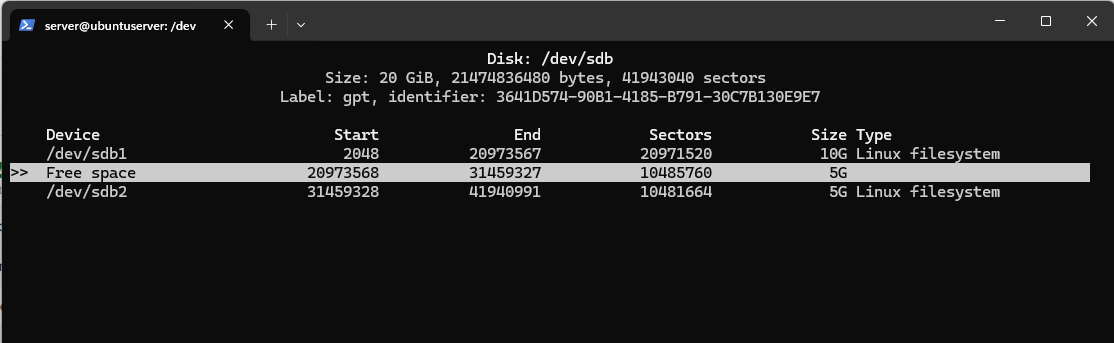 server@ubuntuserver: /dev
Disk: /dev/sdb
Size: 20 GiB, 21474836480 bytes, 41943040 sectors
Label: gpt, identifier: 3641D574-90B1-4185-B791-30C7B130E9E7
Device Start End Sectors Size Type
/dev/sdb1 2048 20973567 20971520 10G Linux filesystem
>> Free space 20973568 31459327 10485760 5G
/dev/sdb2 31459328 41940991 10481664 5G Linux filesystem